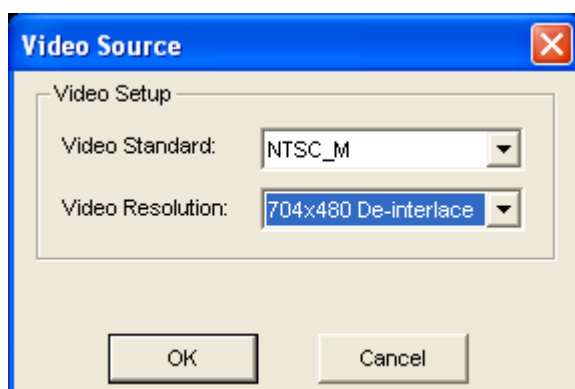 Video Source
Video Setup
Video Standard: NTSC_M
Video Resolution: 704x480 De-interlace
OK Cancel